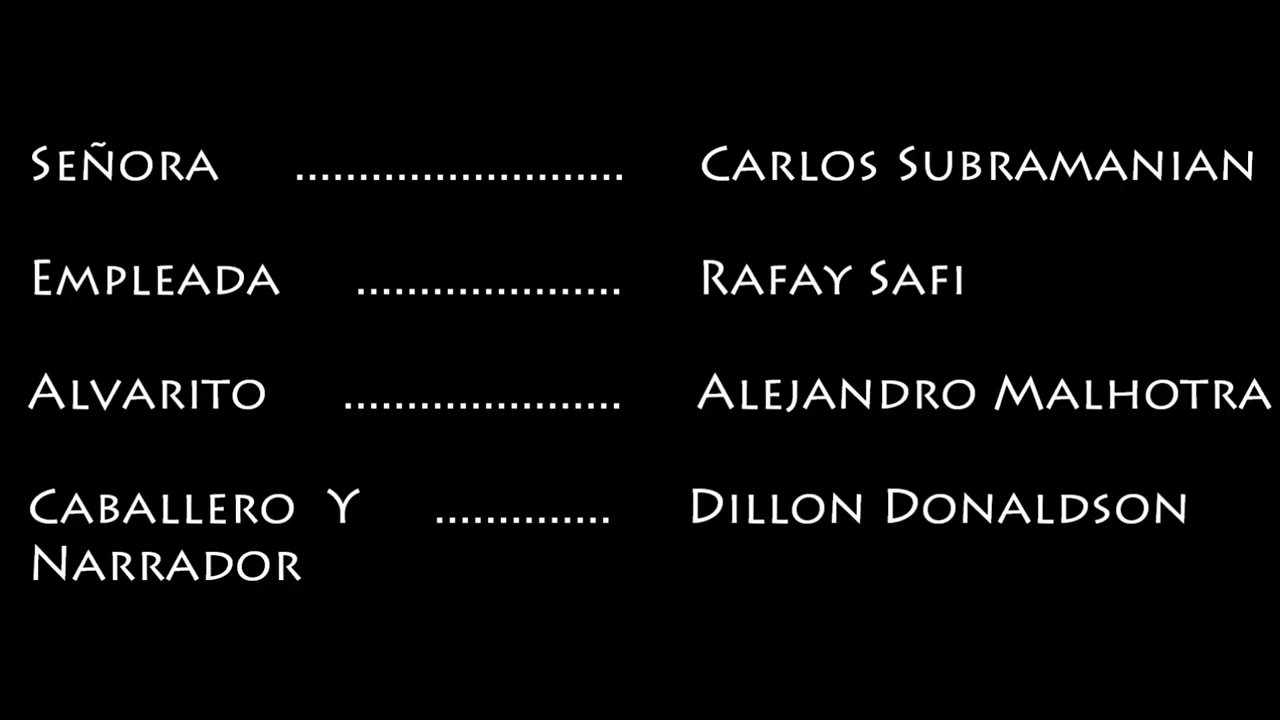 Señora ......................... Carlos Subramanian
Empleada ..................... Rafay Safi
Alvarito ...................... Alejandro Malhotra
Caballero y .............. Dillon Donaldson
Narrador